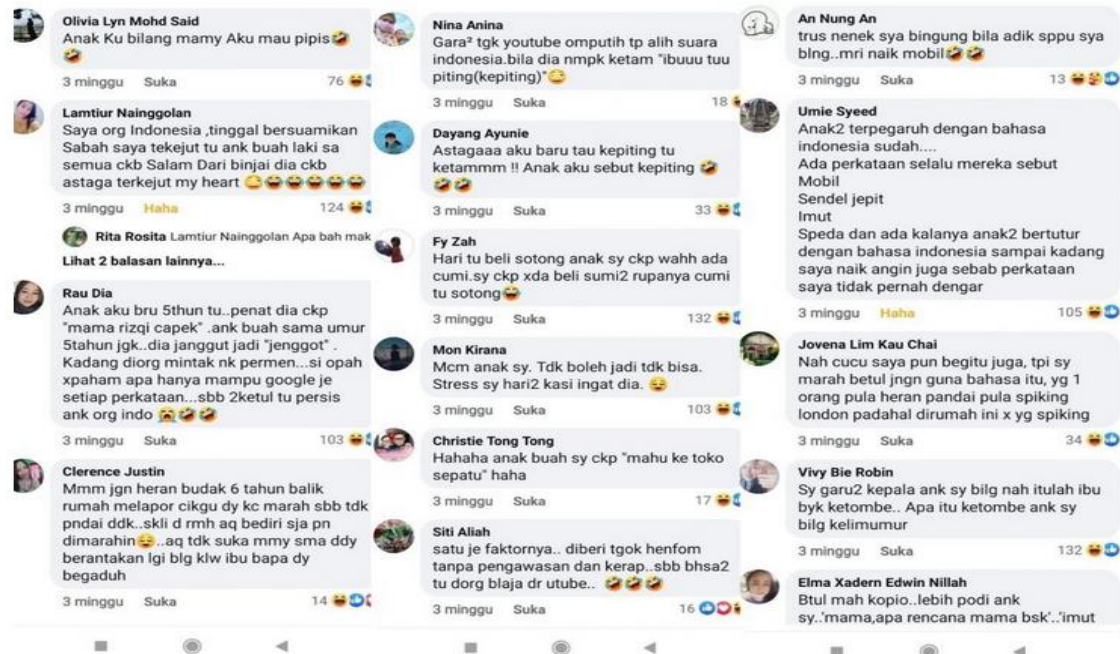 Olivia Lyn Mohd Said
Anak Ku bilang mamy Aku mau pipis🤣
🤣
3 minggu Suka 76
Lamtiur Nainggolan
Saya org Indonesia ,tinggal bersuamikan
Sabah saya tekejut tu ank buah laki sa
semua ckb Salam Dari binjai dia ckb
astaga terkejut my heart 🙄😂😂😂😂😂
3 minggu Haha 124
Rita Rosita Lamtiur Nainggolan Apa bah mak
Lihat 2 balasan lainnya...
Rau Dia
Anak aku bru 5thun tu..penat dia ckp
"mama rizqi capek" .ank buah sama umur
5tahun jgk..dia janggut jadi "jenggot" .
Kadang diorg mintak nk permen...si opah
xpaham apa hanya mampu google je
setiap perkataan...sbb 2ketul tu persis
ank org indo 😭🤣🤣
3 minggu Suka 103
Clerence Justin
Mmm jgn heran budak 6 tahun balik
rumah melapor cikgu dy kc marah sbb tdk
pndai ddk..skli d rmh aq bediri sja pn
dimarahin😌..aq tdk suka mmy sma ddy
berantakan lgi blg klw ibu bapa dy
begaduh
3 minggu Suka 14
Nina Anina
Gara² tgk youtube omputih tp alih suara
indonesia.bila dia nmpk ketam "ibuuu tuu
piting(kepiting)"🙄
3 minggu Suka 18
Dayang Ayunie
Astagaaa aku baru tau kepiting tu
ketammm !! Anak aku sebut kepiting 🤣
🤣🤣
3 minggu Suka 33
Fy Zah
Hari tu beli sotong anak sy ckp wahh ada
cumi.sy ckp xda beli sumi2 rupanya cumi
tu sotong😂
3 minggu Suka 132
Mon Kirana
Mcm anak sy. Tdk boleh jadi tdk bisa.
Stress sy hari2 kasi ingat dia. 😌
3 minggu Suka 103
Christie Tong Tong
Hahaha anak buah sy ckp "mahu ke toko
sepatu" haha
3 minggu Suka 17
Siti Aliah
satu je faktornya.. diberi tgok henfom
tanpa pengawasan dan kerap..sbb bhsa2
tu dorg blaja dr utube.. 🤣🤣🤣
3 minggu Suka 16
An Nung An
trus nenek sya bingung bila adik sppu sya
blng..mri naik mobil🤣🤣
3 minggu Suka 13
Umie Syeed
Anak2 terpegaruh dengan bahasa
indonesia sudah....
Ada perkataan selalu mereka sebut
Mobil
Sendel jepit
Imut
Speda dan ada kalanya anak2 bertutur
dengan bahasa indonesia sampai kadang
saya naik angin juga sebab perkataan
saya tidak pernah dengar
3 minggu Haha 105
Jovena Lim Kau Chai
Nah cucu saya pun begitu juga, tpi sy
marah betul jngn guna bahasa itu, yg 1
orang pula heran pandai pula spiking
london padahal dirumah ini x yg spiking
3 minggu Suka 34
Vivy Bie Robin
Sy garu2 kepala ank sy bilg nah itulah ibu
byk ketombe.. Apa itu ketombe ank sy
bilg kelimumur
3 minggu Suka 132
Elma Xadern Edwin Nillah
Btul mah kopio..lebih podi ank
sy..'mama,apa rencana mama bsk'..'imut